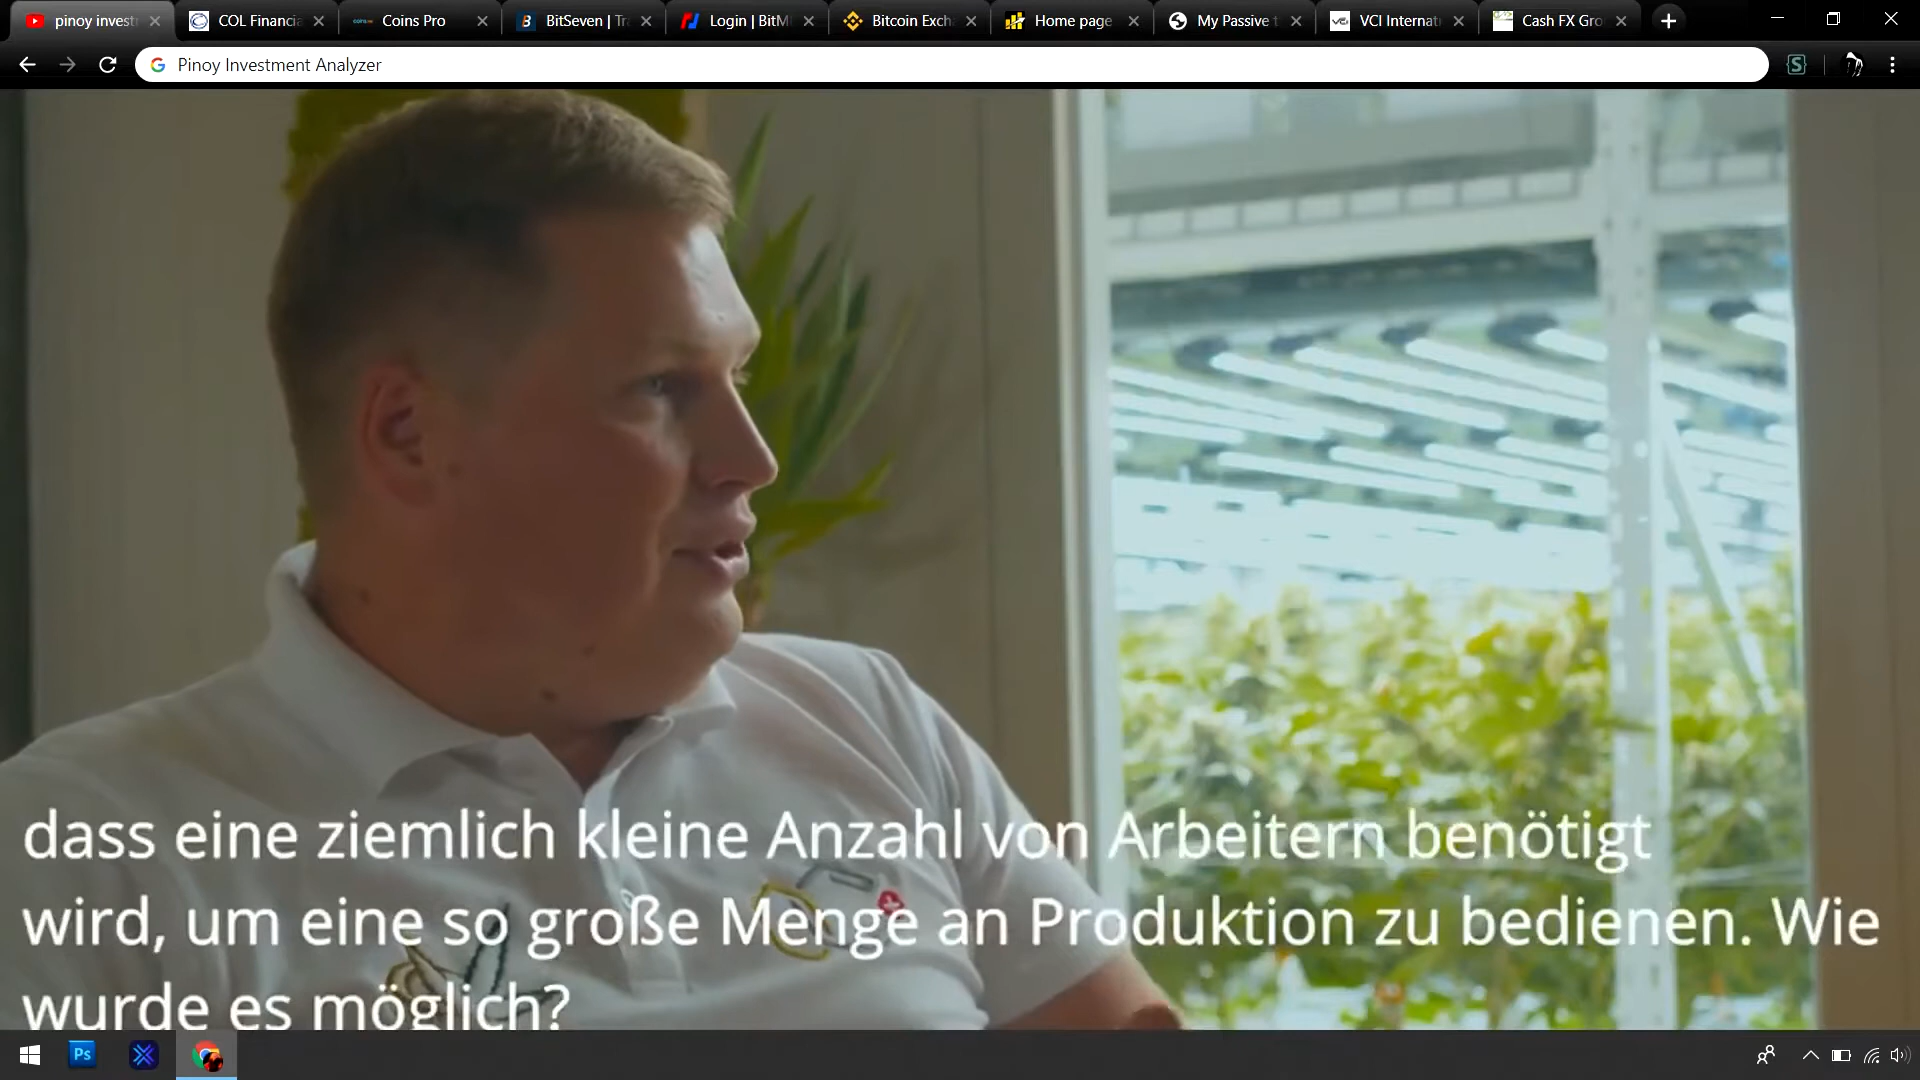 pinoy invest
COL Financia
Coins Pro
BitSeven | Tr
Login | BitM
Bitcoin Exch
Home page
My Passive
VCI Internat
Cash FX Gro
Pinoy Investment Analyzer
dass eine ziemlich kleine Anzahl von Arbeitern benötigt
wird, um eine so große Menge an Produktion zu bedienen. Wie
wurde es möglich?
Ps